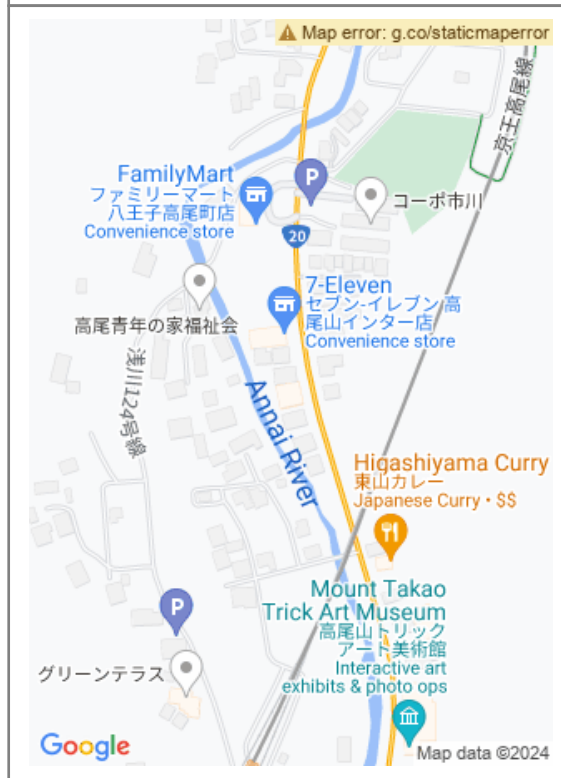 Map error: g.co/staticmaperror
京王高尾線
FamilyMart
ファミリーマート
八王子高尾町店
Convenience store
P
コーポ市川
20
7-Eleven
セブン-イレブン 高
尾山インター店
Convenience store
高尾青年の家福祉会
浅川124号線
Annai River
Higashiyama Curry
東山カレー
Japanese Curry • $$
Mount Takao
Trick Art Museum
高尾山トリック
アート美術館
Interactive art
exhibits & photo ops
P
グリーンテラス
Google
Map data ©2024